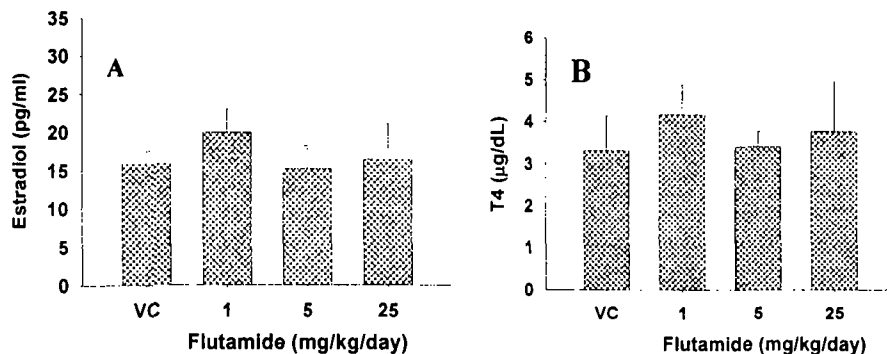 A
Estradiol (pg/ml)
35
30
25
20
15
10
5
0
VC 1 5 25
Flutamide (mg/kg/day)
B
T4 (µg/dL)
6
5
4
3
2
1
0
VC 1 5 25
Flutamide (mg/kg/day)